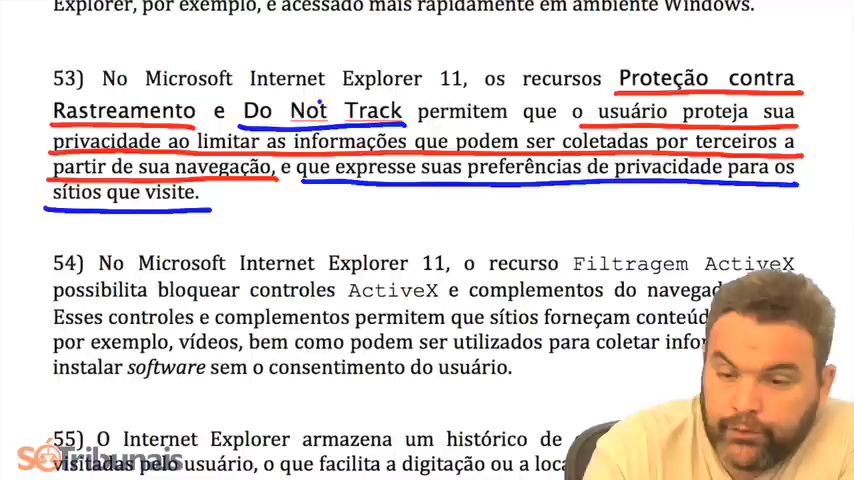 Explorer, por exemplo, é acessado mais rapidamente em ambiente Windows.
53) No Microsoft Internet Explorer 11, os recursos Proteção contra
Rastreamento e Do Not Track permitem que o usuário proteja sua
privacidade ao limitar as informações que podem ser coletadas por terceiros a
partir de sua navegação, e que expresse suas preferências de privacidade para os
sítios que visite.
54) No Microsoft Internet Explorer 11, o recurso Filtragem ActiveX
possibilita bloquear controles ActiveX e complementos do
Esses controles e complementos permitem que sítios forneçam
por exemplo, vídeos, bem como podem ser utilizados para coletar
instalar software sem o consentimento do usuário.
55) O Internet Explorer armazena um histórico de
visitadas pelo usuário, o que facilita a digitação ou a
SóTribunais